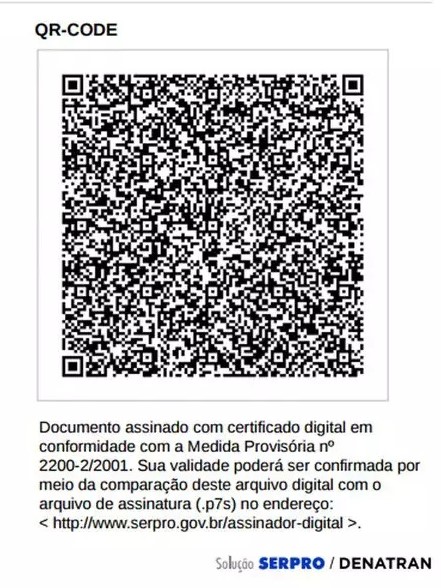 QR-CODE
Documento assinado com certificado digital em
conformidade com a Medida Provisória nº
2200-2/2001. Sua validade poderá ser confirmada por
meio da comparação deste arquivo digital com o
arquivo de assinatura (.p7s) no endereço:
< http://www.serpro.gov.br/assinador-digital >.
Solução SERPRO / DENATRAN